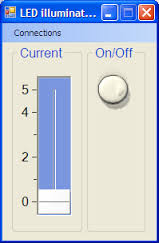 LED illuminat...
Connections
Current
On/Off
5
4
2
0